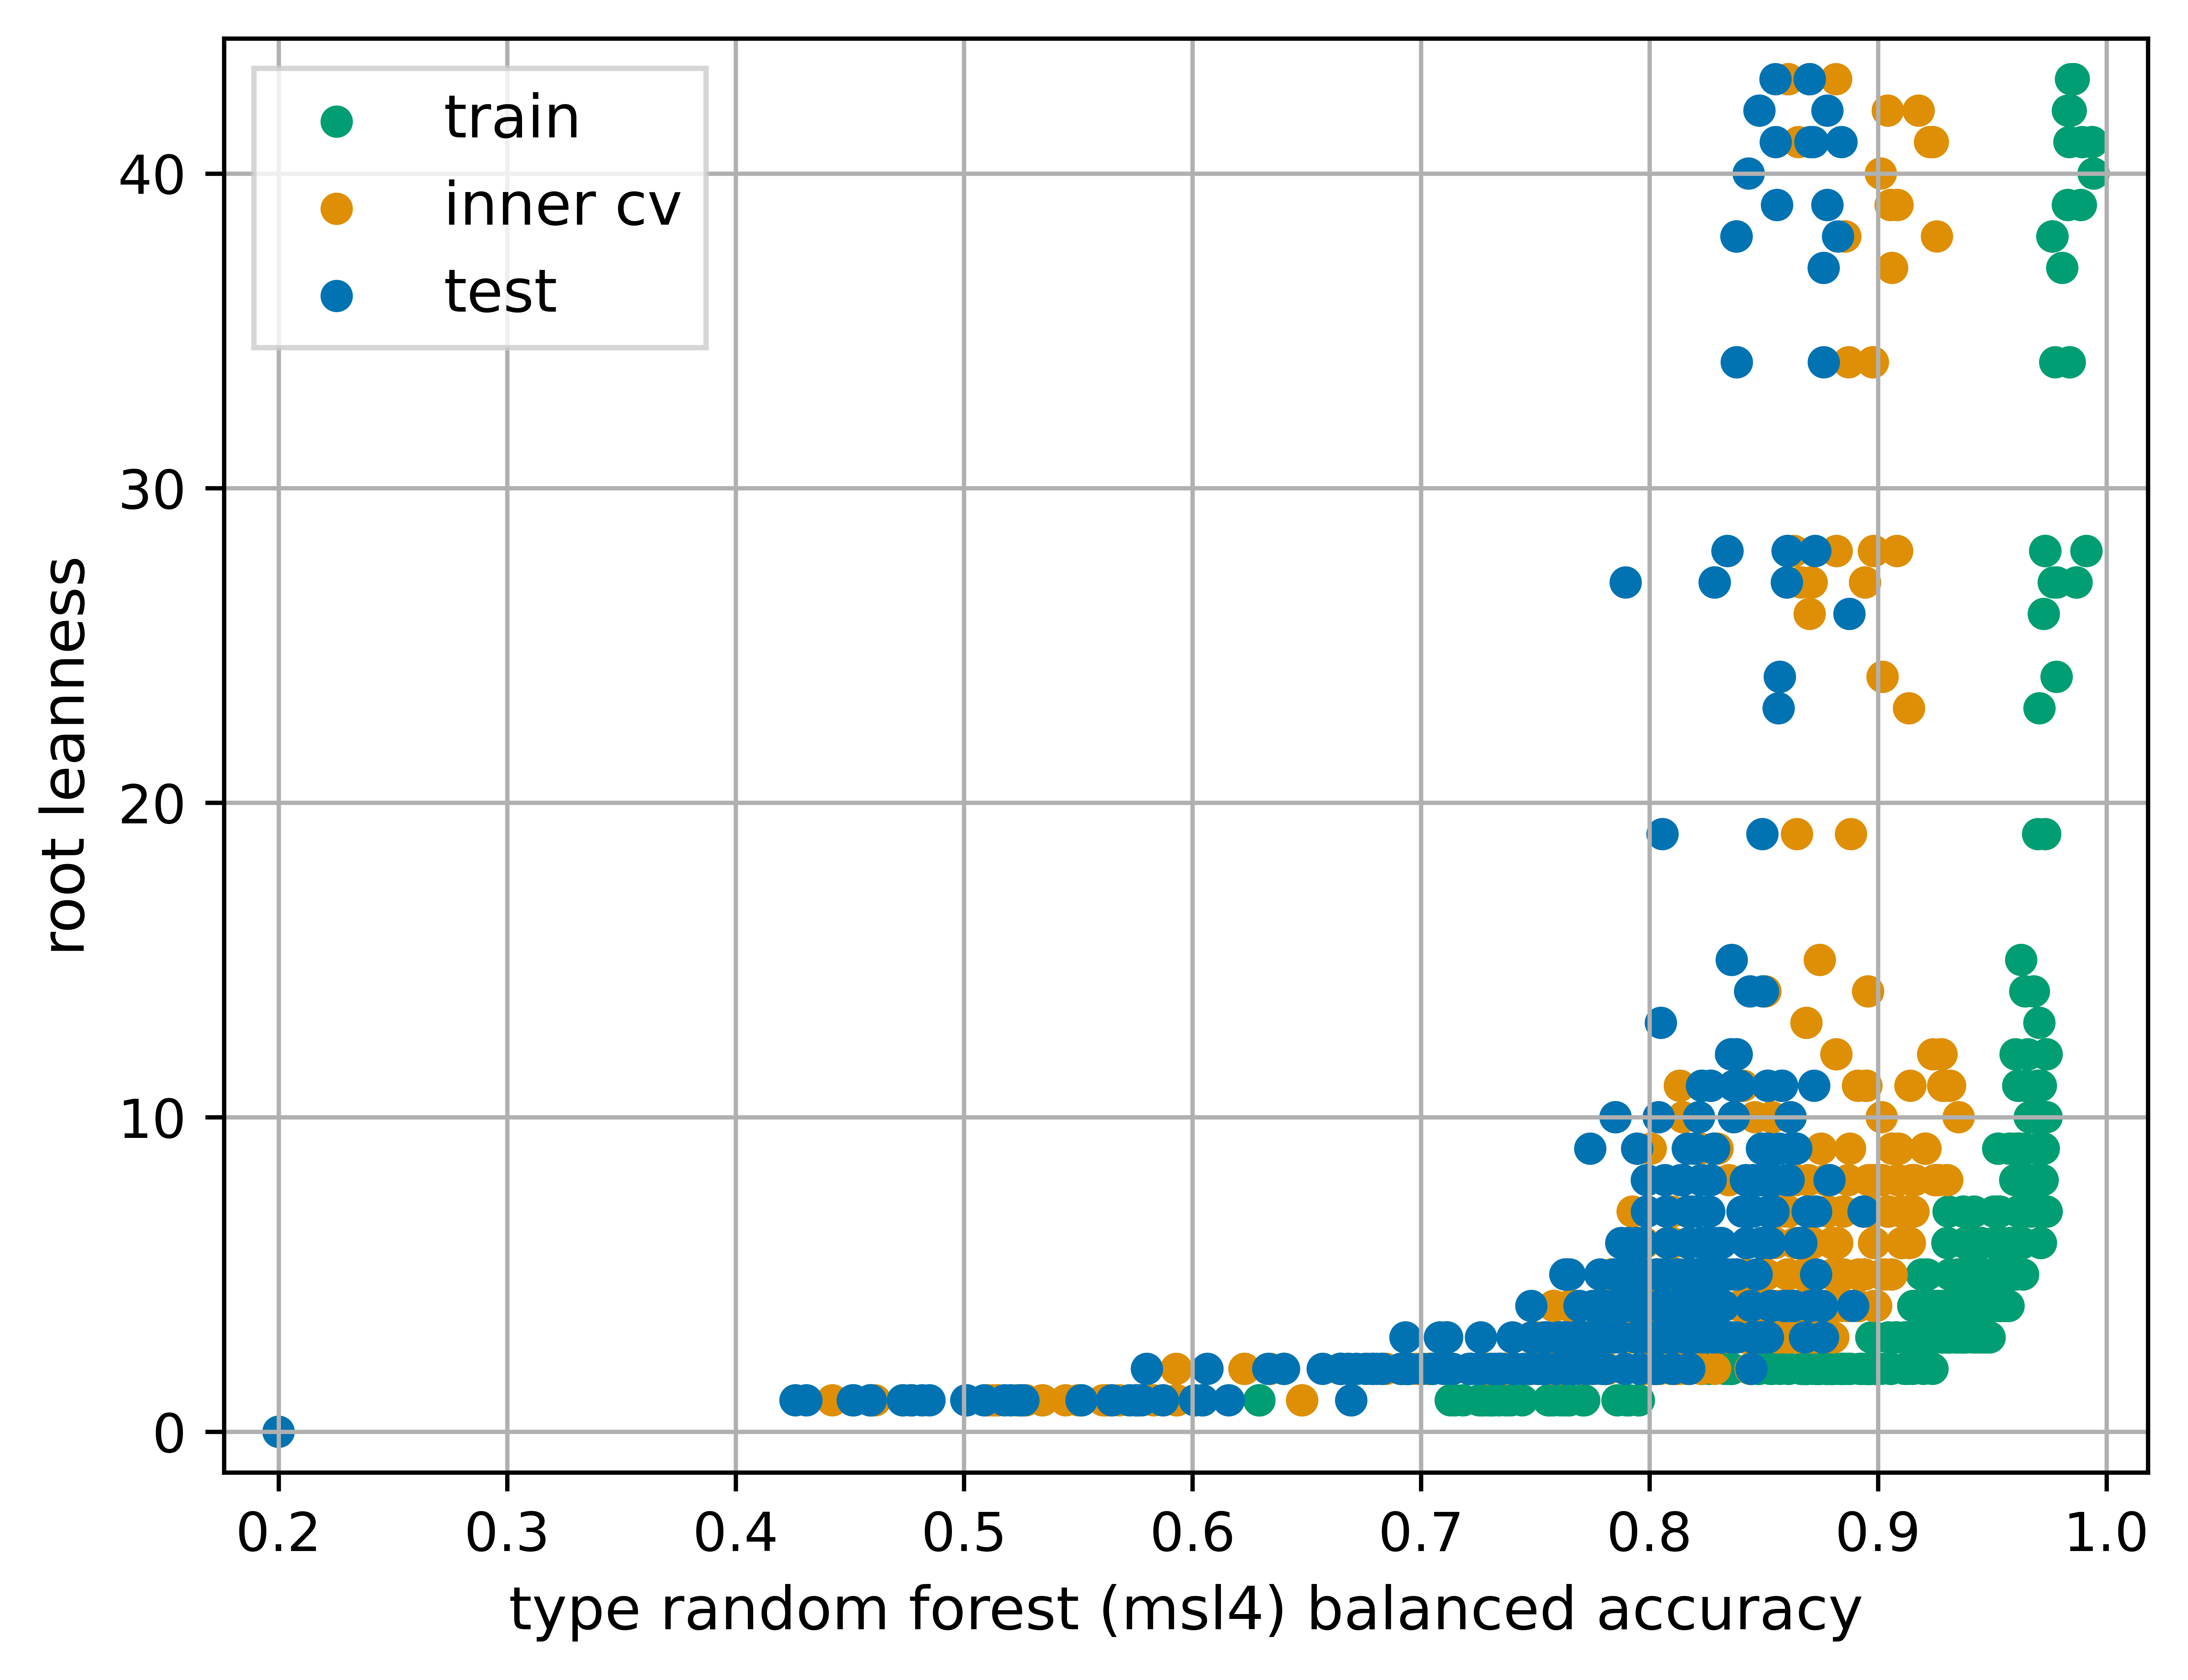 train
inner cv
test
40
30
20
10
0
root leanness
0.2 0.3 0.4 0.5 0.6 0.7 0.8 0.9 1.0
type random forest (msl4) balanced accuracy